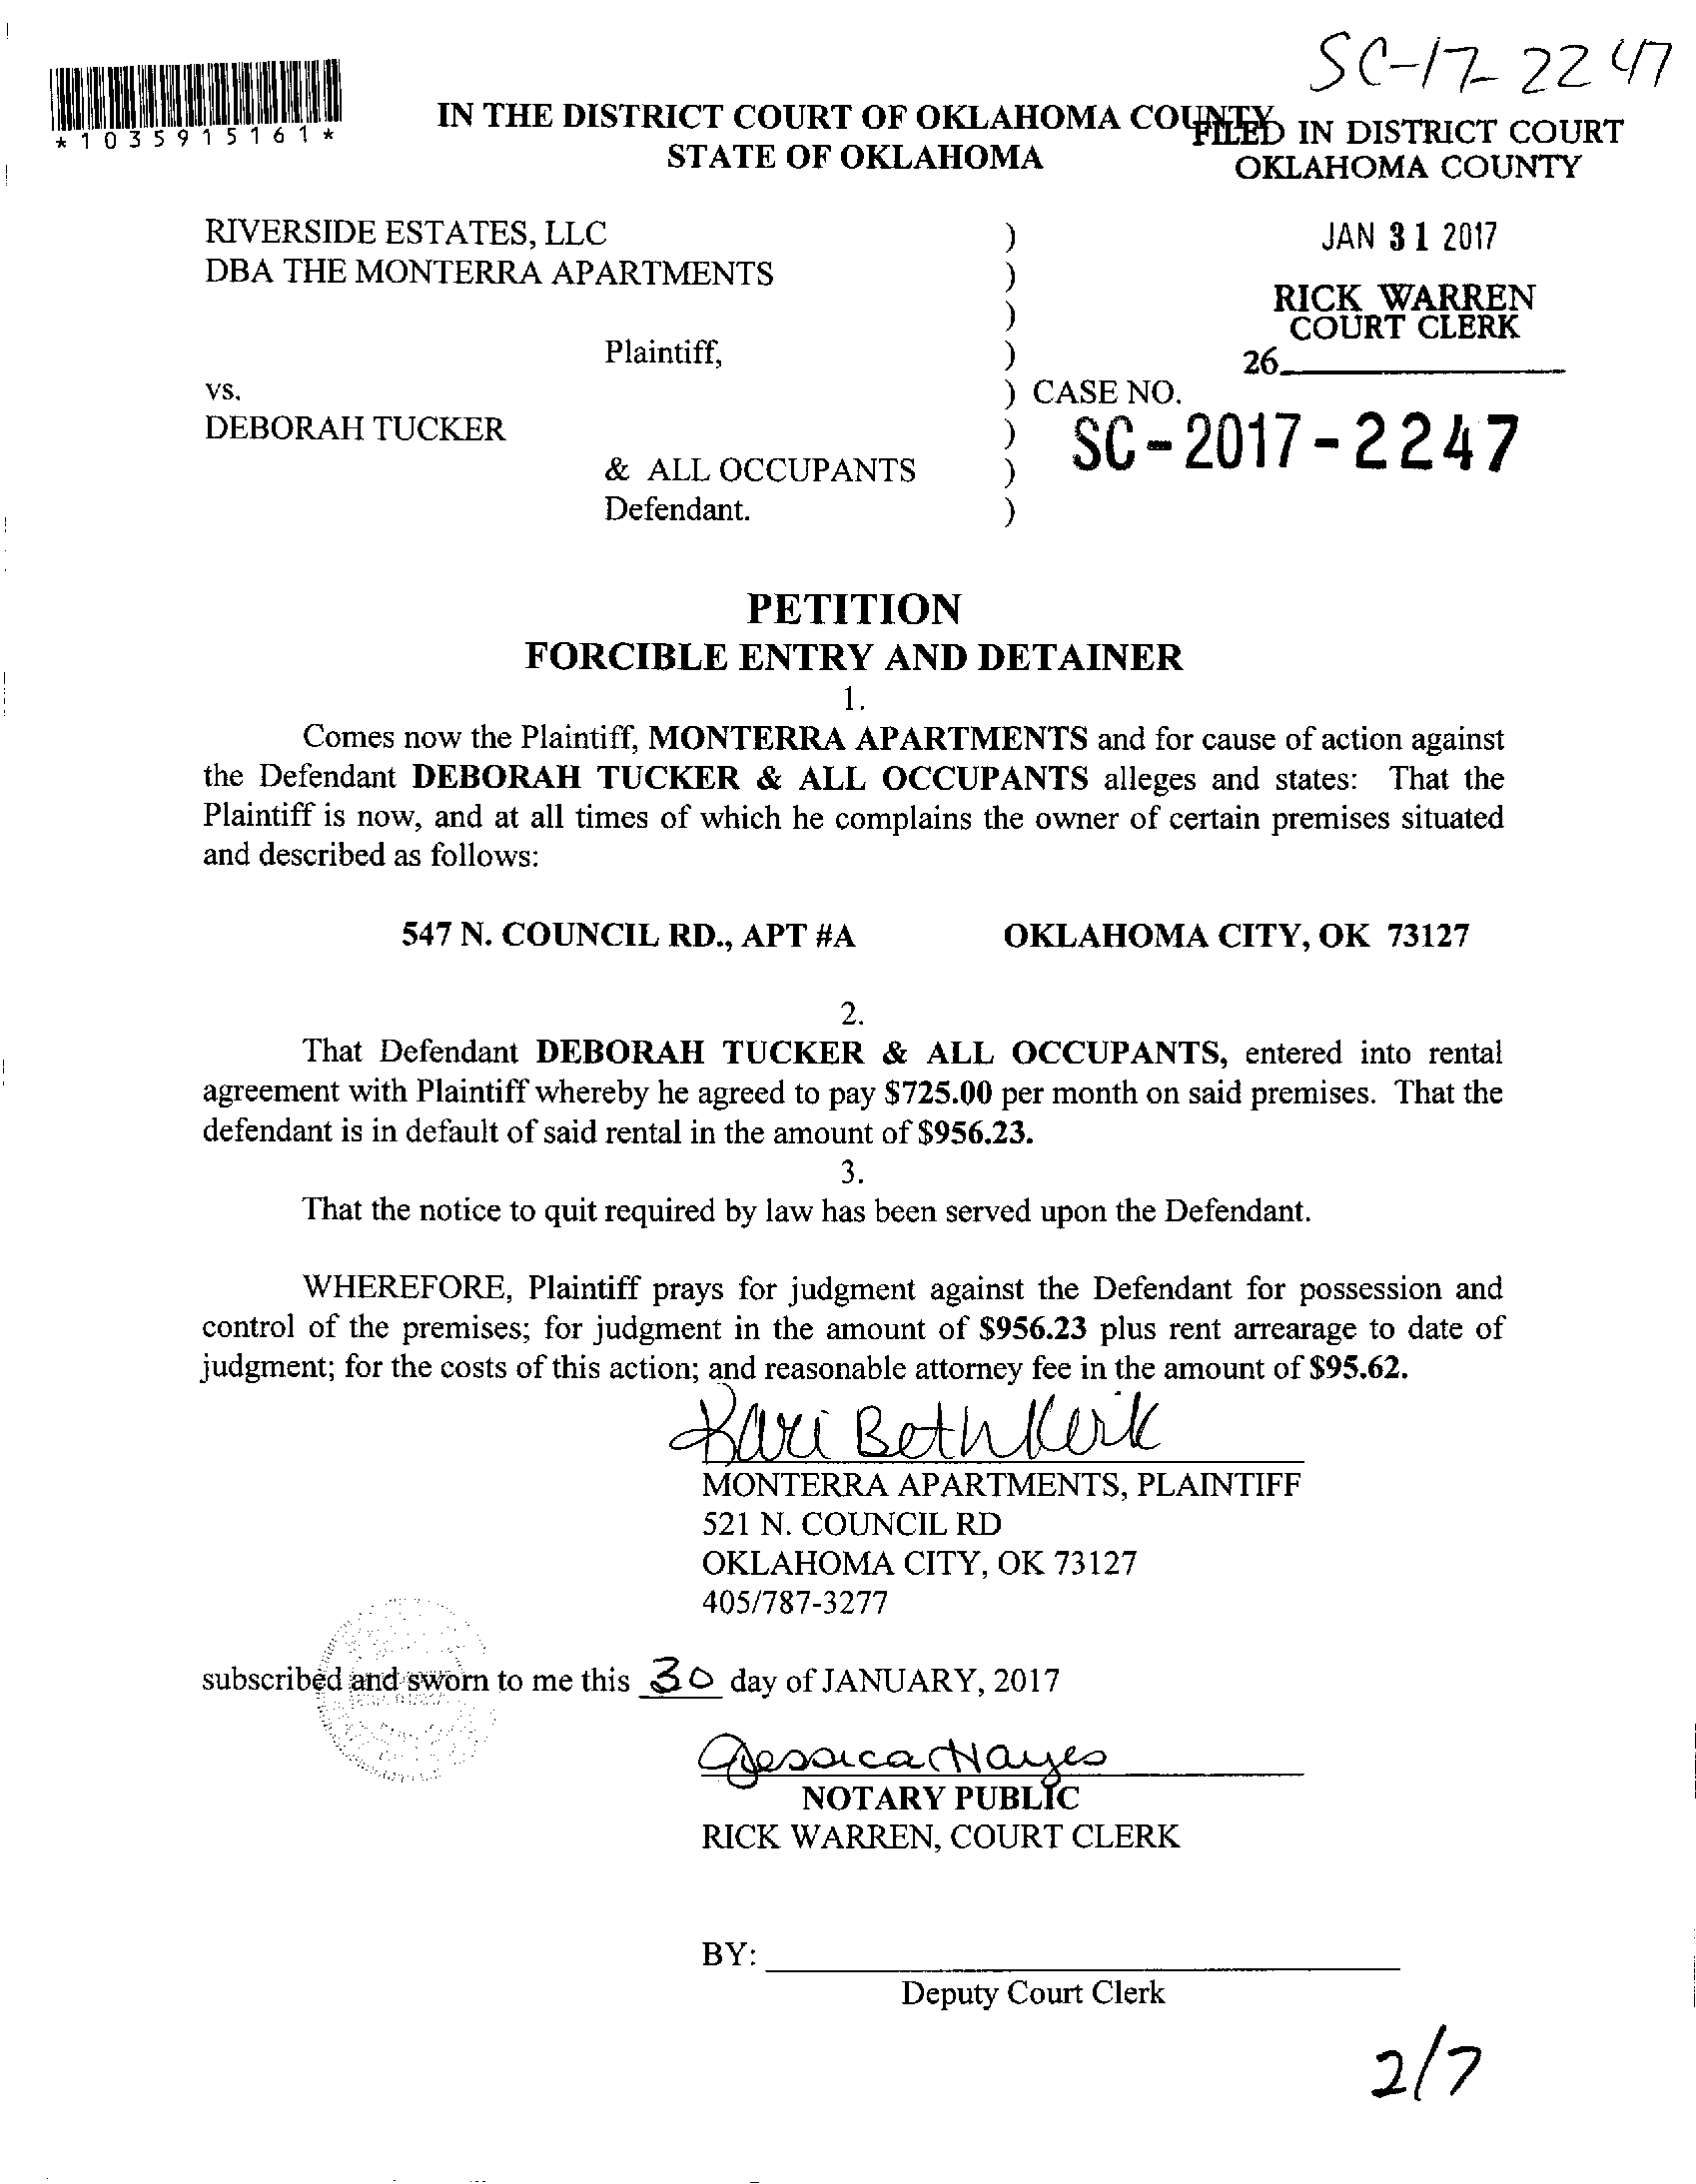 SC-17-2247
*1035915161*
IN THE DISTRICT COURT OF OKLAHOMA COUNTY
STATE OF OKLAHOMA
FILED IN DISTRICT COURT
OKLAHOMA COUNTY
JAN 31 2017
RICK WARREN
COURT CLERK
26
RIVERSIDE ESTATES, LLC )
DBA THE MONTERRA APARTMENTS )
)
Plaintiff, )
vs. ) CASE NO.
DEBORAH TUCKER ) SC-2017-2247
& ALL OCCUPANTS )
Defendant. )
PETITION
FORCIBLE ENTRY AND DETAINER
1.
Comes now the Plaintiff, MONTERRA APARTMENTS and for cause of action against
the Defendant DEBORAH TUCKER & ALL OCCUPANTS alleges and states: That the
Plaintiff is now, and at all times of which he complains the owner of certain premises situated
and described as follows:
547 N. COUNCIL RD., APT #A OKLAHOMA CITY, OK 73127
2.
That Defendant DEBORAH TUCKER & ALL OCCUPANTS, entered into rental
agreement with Plaintiff whereby he agreed to pay $725.00 per month on said premises. That the
defendant is in default of said rental in the amount of $956.23.
3.
That the notice to quit required by law has been served upon the Defendant.
WHEREFORE, Plaintiff prays for judgment against the Defendant for possession and
control of the premises; for judgment in the amount of $956.23 plus rent arrearage to date of
judgment; for the costs of this action; and reasonable attorney fee in the amount of $95.62.
Kari Beth Kerik
MONTERRA APARTMENTS, PLAINTIFF
521 N. COUNCIL RD
OKLAHOMA CITY, OK 73127
405/787-3277
subscribed and sworn to me this 30 day of JANUARY, 2017
Jessica Hayes
NOTARY PUBLIC
RICK WARREN, COURT CLERK
BY:
Deputy Court Clerk
2/7